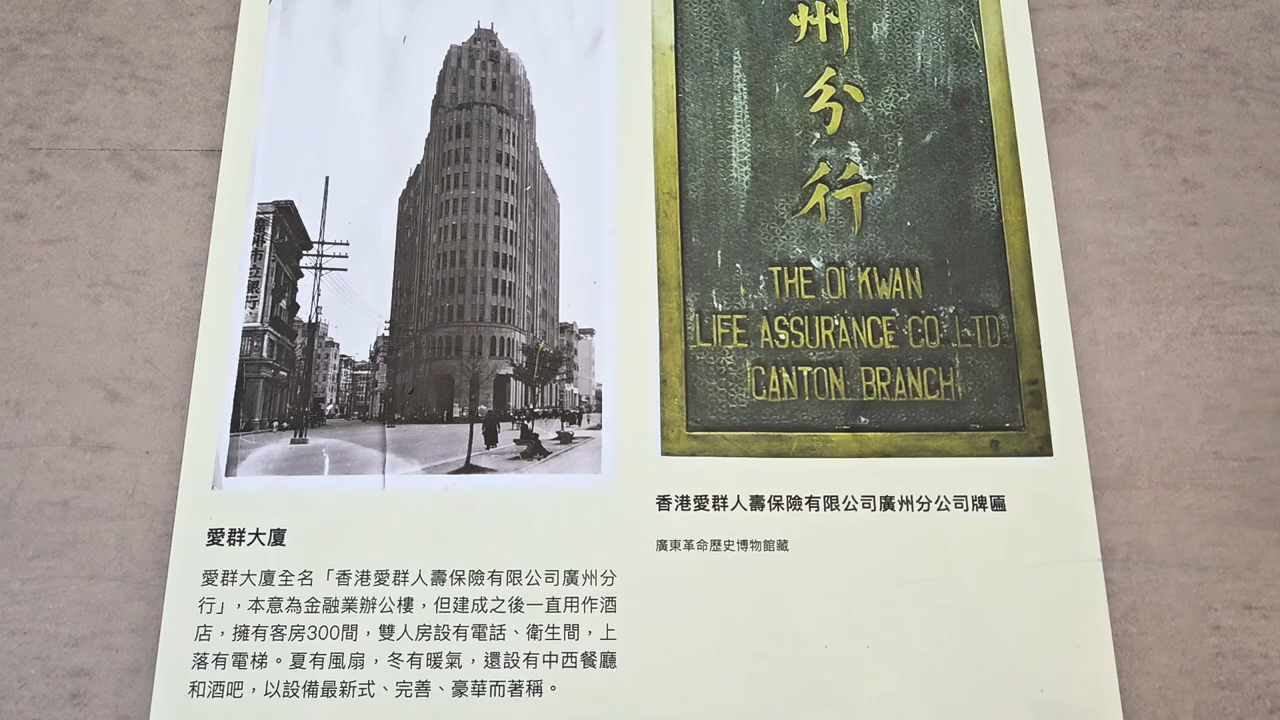 廣州市立銀行
愛群大廈
愛群大廈全名「香港愛群人壽保險有限公司廣州分
行」，本意為金融業辦公樓，但建成之後一直用作酒
店，擁有客房300間，雙人房設有電話、衛生間，上
落有電梯。夏有風扇，冬有暖氣，還設有中西餐廳
和酒吧，以設備最新式、完善、豪華而著稱。
州
分
行
THE OI KWAN
LIFE ASSURANCE CO. LTD.
CANTON BRANCH
香港愛群人壽保險有限公司廣州分公司牌匾
廣東革命歷史博物館藏